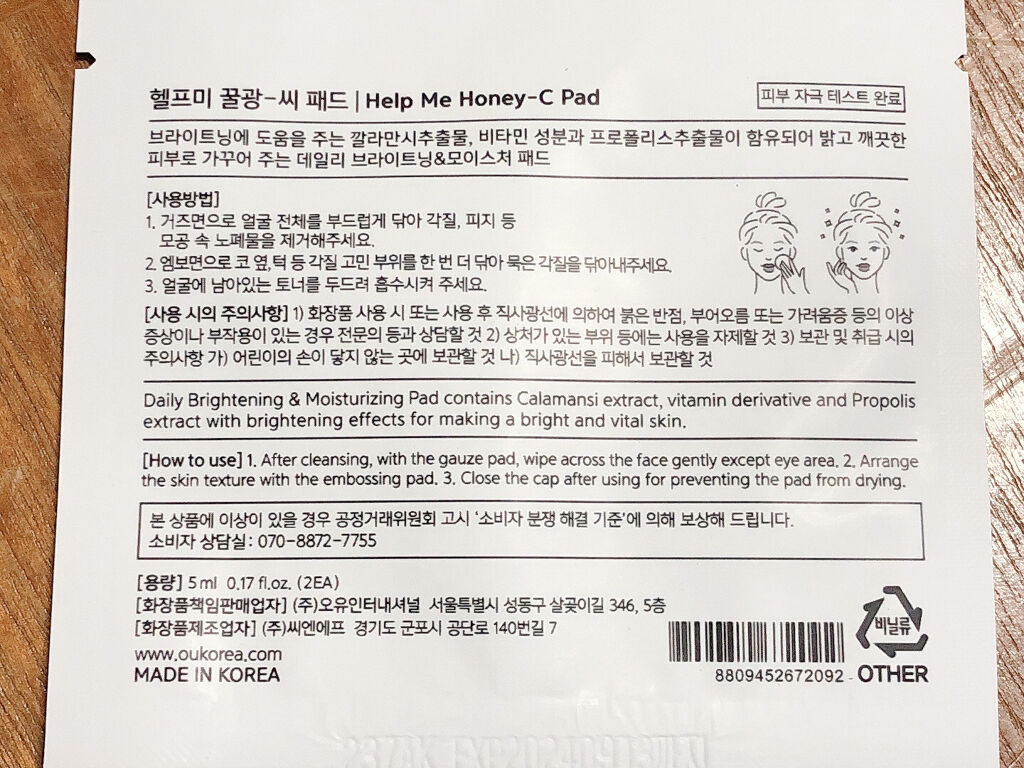 헬프미 꿀광-씨 패드 | Help Me Honey-C Pad
피부 자극 테스트 완료
브라이트닝에 도움을 주는 깔라만시추출물, 비타민 성분과 프로폴리스추출물이 함유되어 밝고 깨끗한
피부로 가꾸어 주는 데일리 브라이트닝&모이스처 패드
[사용방법]
1. 거즈면으로 얼굴 전체를 부드럽게 닦아 각질, 피지 등
모공 속 노폐물을 제거해주세요.
2. 엠보면으로 코 옆, 턱 등 각질 고민 부위를 한 번 더 닦아 묵은 각질을 닦아내주세요.
3. 얼굴에 남아있는 토너를 두드려 흡수시켜 주세요.
[사용 시의 주의사항] 1) 화장품 사용 시 또는 사용 후 직사광선에 의하여 붉은 반점, 부어오름 또는 가려움증 등의 이상
증상이나 부작용이 있는 경우 전문의 등과 상담할 것 2) 상처가 있는 부위 등에는 사용을 자제할 것 3) 보관 및 취급 시의
주의사항 가) 어린이의 손이 닿지 않는 곳에 보관할 것 나) 직사광선을 피해서 보관할 것
Daily Brightening & Moisturizing Pad contains Calamansi extract, vitamin derivative and Propolis
extract with brightening effects for making a bright and vital skin.
[How to use] 1. After cleansing, with the gauze pad, wipe across the face gently except eye area. 2. Arrange
the skin texture with the embossing pad. 3. Close the cap after using for preventing the pad from drying.
본 상품에 이상이 있을 경우 공정거래위원회 고시 '소비자 분쟁 해결 기준'에 의해 보상해 드립니다.
소비자 상담실: 070-8872-7755
[용량] 5 ml 0.17 fl.oz. (2EA)
[화장품책임판매업자] (주)오유인터내셔널 서울특별시 성동구 살곶이길 346, 5층
[화장품제조업자] (주)씨엔에프 경기도 군포시 공단로 140번길 7
www.oukorea.com
MADE IN KOREA
8809452672092
비닐류
OTHER